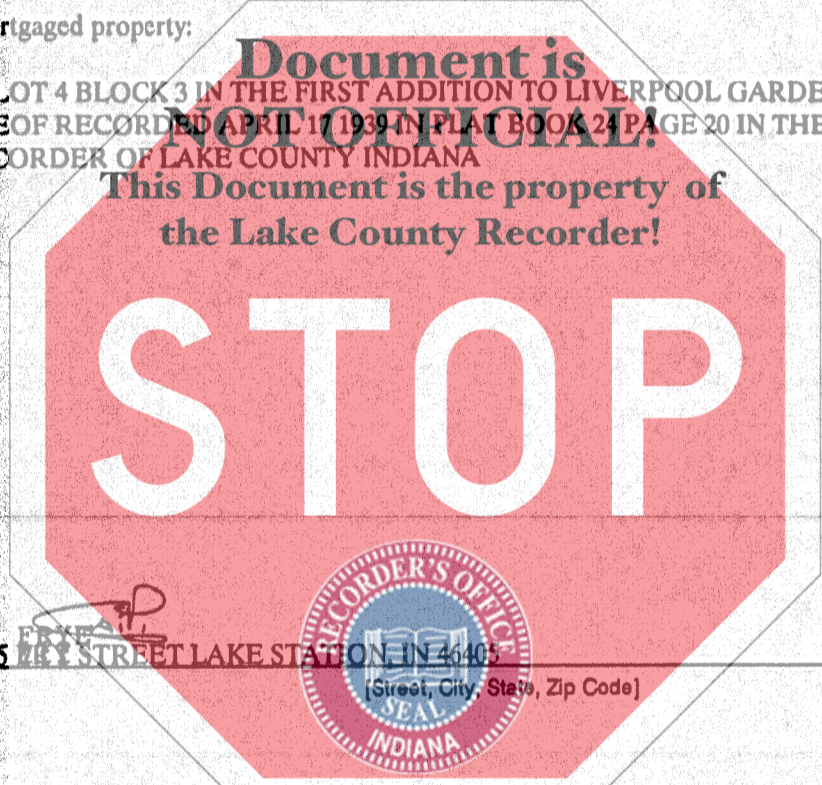 rtgaged property:
Document is
LOT 4 BLOCK 3 IN THE FIRST ADDITION TO LIVERPOOL GARDE
NOT OFFICIAL!
E OF RECORDED APRIL 17 1939 IN PLAT BOOK 24 PAGE 20 IN THE
CORDER OF LAKE COUNTY INDIANA
This Document is the property of
the Lake County Recorder!
STOP
RECORDER'S OFFICE
FRYE
5 STREET LAKE STATION, IN 46405
[Street, City, State, Zip Code]
SEAL
INDIANA